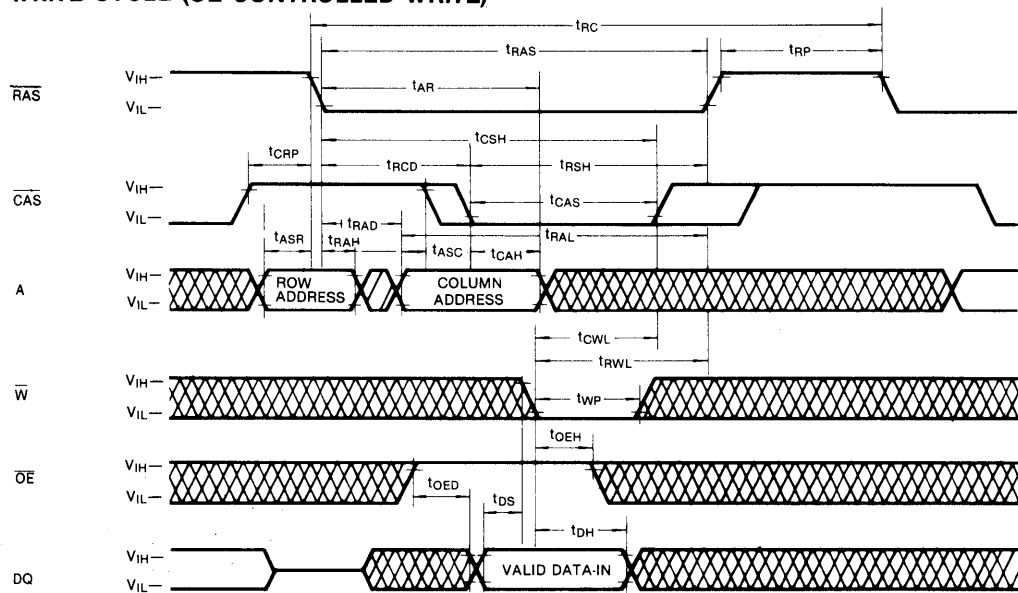 WRITE CYCLE (OE CONTROLLED WRITE)
tRC
tRAS
tRP
RAS
VIH
VIL
tAR
tCSH
tCRP
tRCD
tRSH
CAS
VIH
VIL
tCAS
tRAD
tRAL
tASR
tRAH
tASC
tCAH
A
VIH
VIL
ROW ADDRESS
COLUMN ADDRESS
tCWL
tRWL
W
VIH
VIL
tWP
tOEH
OE
VIH
VIL
tOED
tDS
tDH
DQ
VIH
VIL
VALID DATA-IN